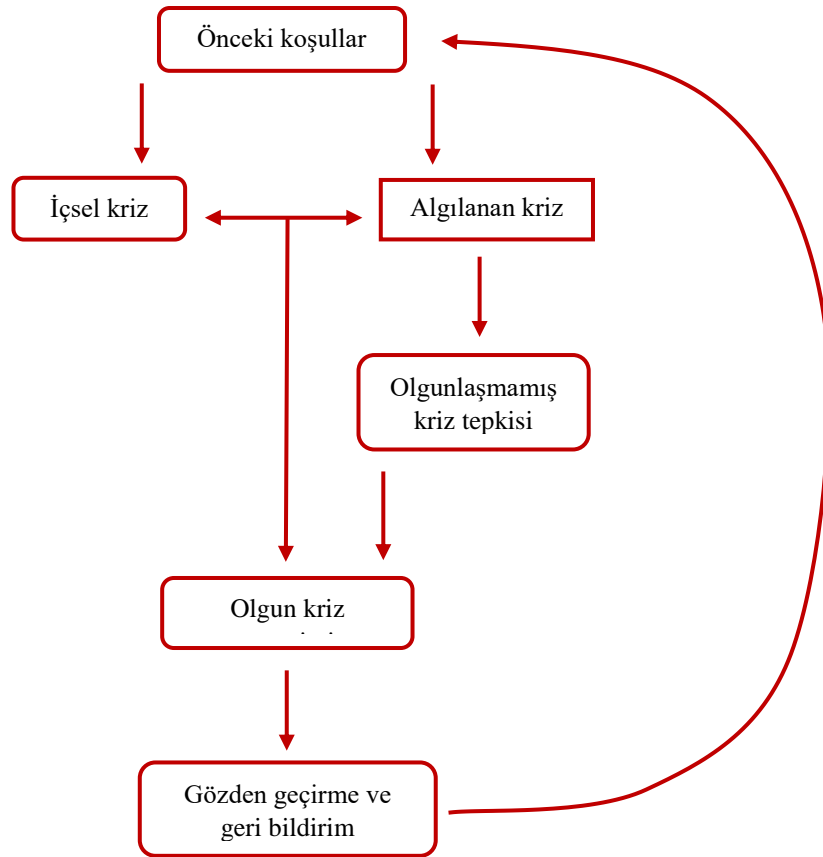 Önceki koşullar
İçsel kriz
Algılanan kriz
Olgunlaşmamış
kriz tepkisi
Olgun kriz
Gözden geçirme ve
geri bildirim